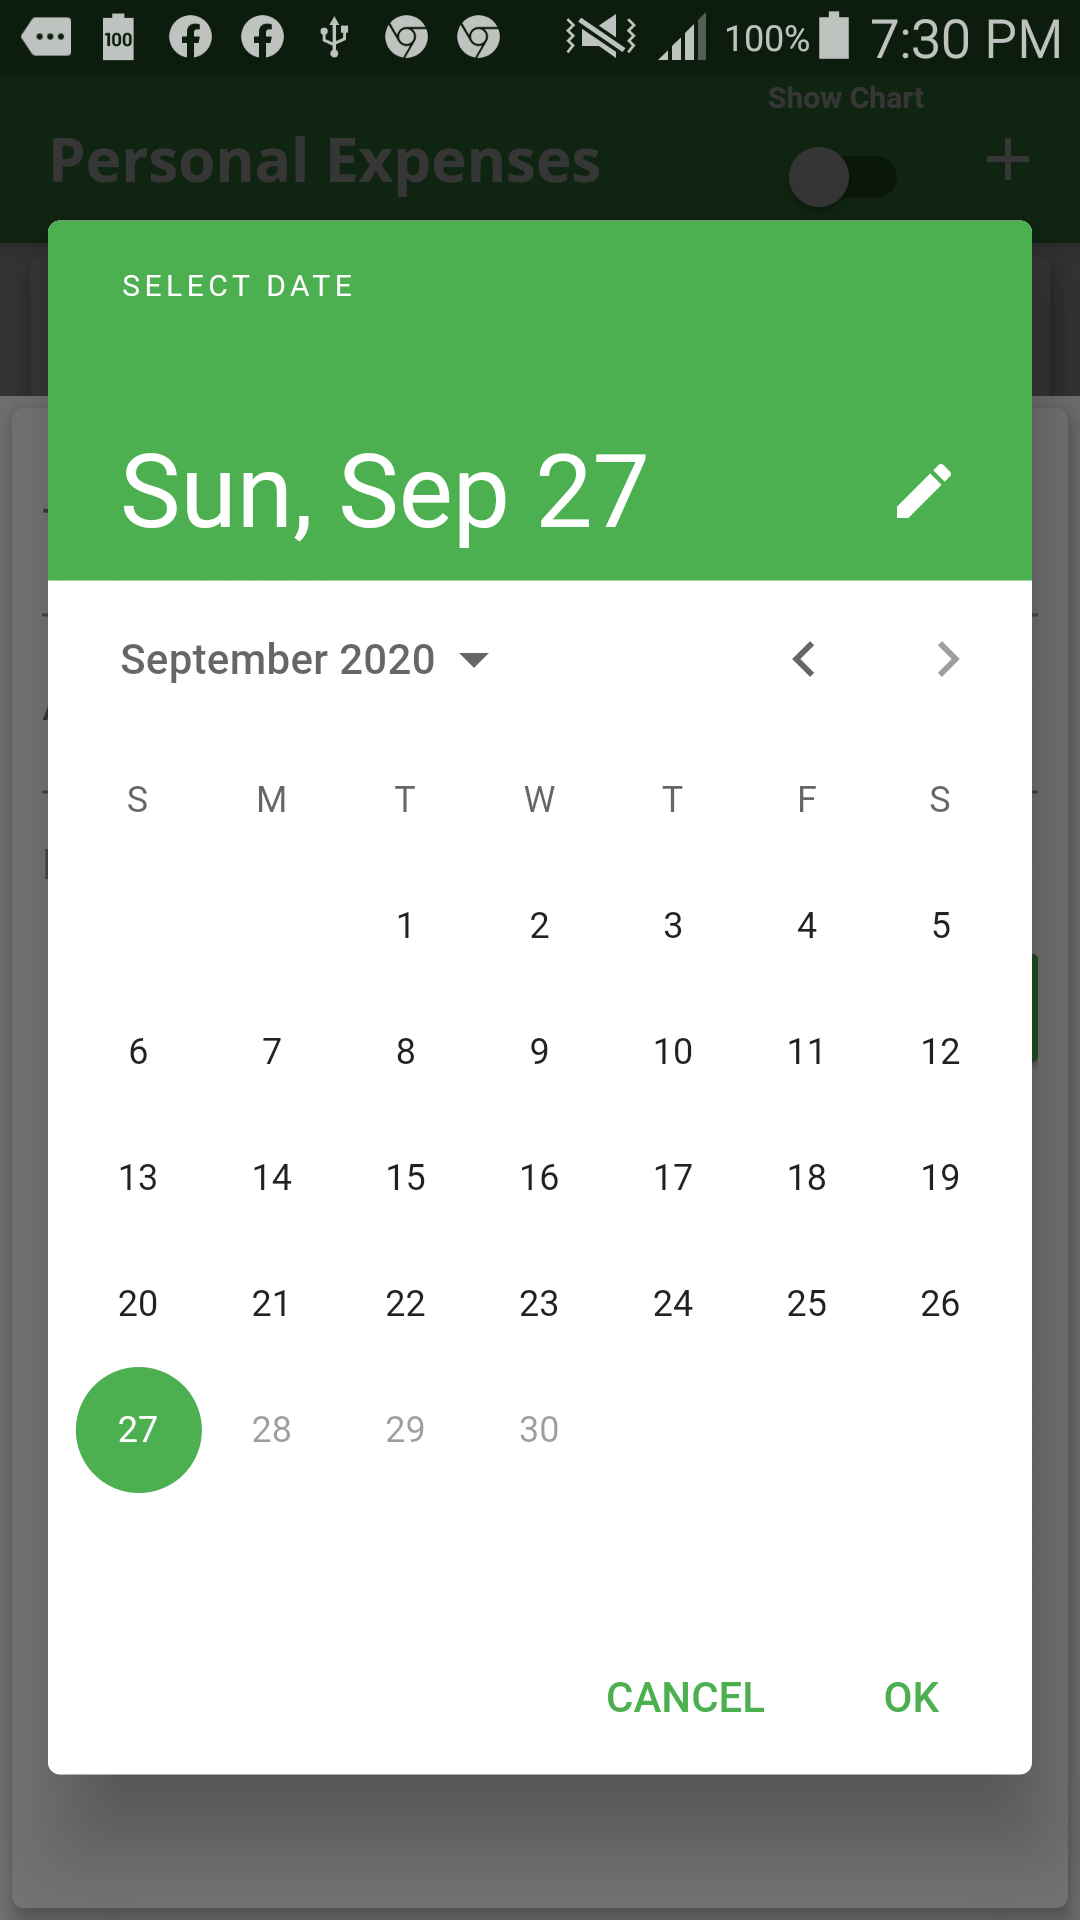 100 100% 7:30 PM
Show Chart
Personal Expenses
SELECT DATE
Sun, Sep 27
September 2020
S M T W T F S
1 2 3 4 5
6 7 8 9 10 11 12
13 14 15 16 17 18 19
20 21 22 23 24 25 26
27 28 29 30
CANCEL OK